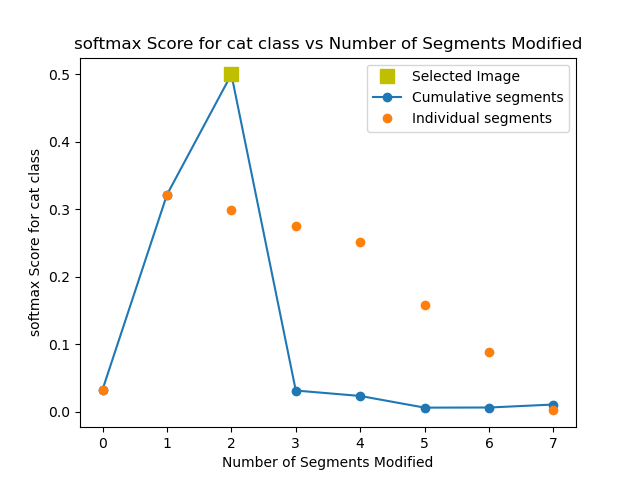 softmax Score for cat class vs Number of Segments Modified
Selected Image
Cumulative segments
Individual segments
softmax Score for cat class
0.5
0.4
0.3
0.2
0.1
0.0
0 1 2 3 4 5 6 7
Number of Segments Modified